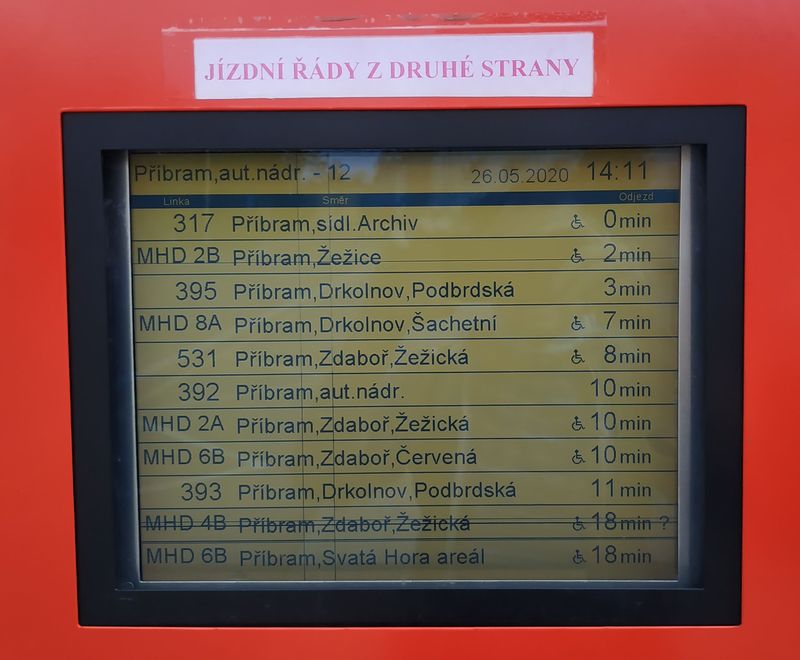 JÍZDNÍ ŘÁDY Z DRUHÉ STRANY
Příbram,aut.nádr. - 12 26.05.2020 14:11
Linka Směr Odjezd
317 Příbram,sídl.Archiv 0min
MHD 2B Příbram,Žežice 2min
395 Příbram,Drkolnov,Podbrdská 3min
MHD 8A Příbram,Drkolnov,Šachetní 7min
531 Příbram,Zdaboř,Žežická 8min
392 Příbram,aut.nádr. 10min
MHD 2A Příbram,Zdaboř,Žežická 10min
MHD 6B Příbram,Zdaboř,Červená 10min
393 Příbram,Drkolnov,Podbrdská 11min
MHD 4B Příbram,Zdaboř,Žežická 18min ?
MHD 6B Příbram,Svatá Hora areál 18min